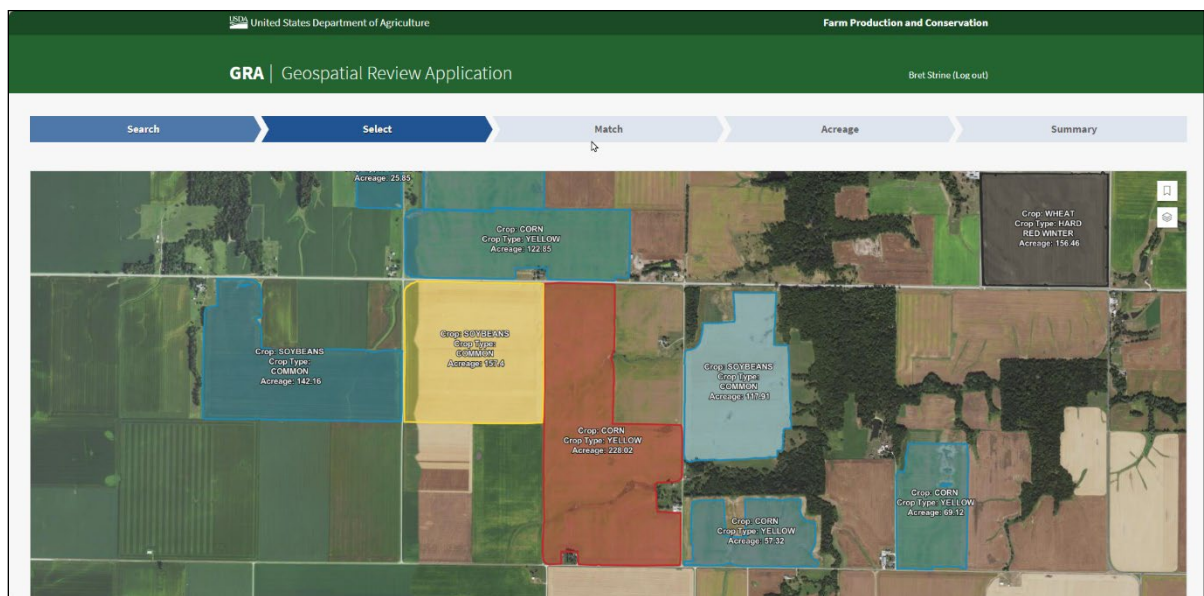 USDA United States Department of Agriculture
Farm Production and Conservation
GRA | Geospatial Review Application
Bret Strine (Log out)
Search
Select
Match
Acreage
Summary
Acreage: 25.85
Crop: CORN
Crop Type: YELLOW
Acreage: 122.85
Crop: WHEAT
Crop Type: HARD
RED WINTER
Acreage: 156.46
Crop: SOYBEANS
Crop Type:
COMMON
Acreage: 142.16
Crop: SOYBEANS
Crop Type:
COMMON
Acreage: 157.4
Crop: SOYBEANS
Crop Type:
COMMON
Acreage: 117.91
Crop: CORN
Crop Type: YELLOW
Acreage: 228.02
Crop: CORN
Crop Type: YELLOW
Acreage: 57.32
Crop: CORN
Crop Type: YELLOW
Acreage: 69.12